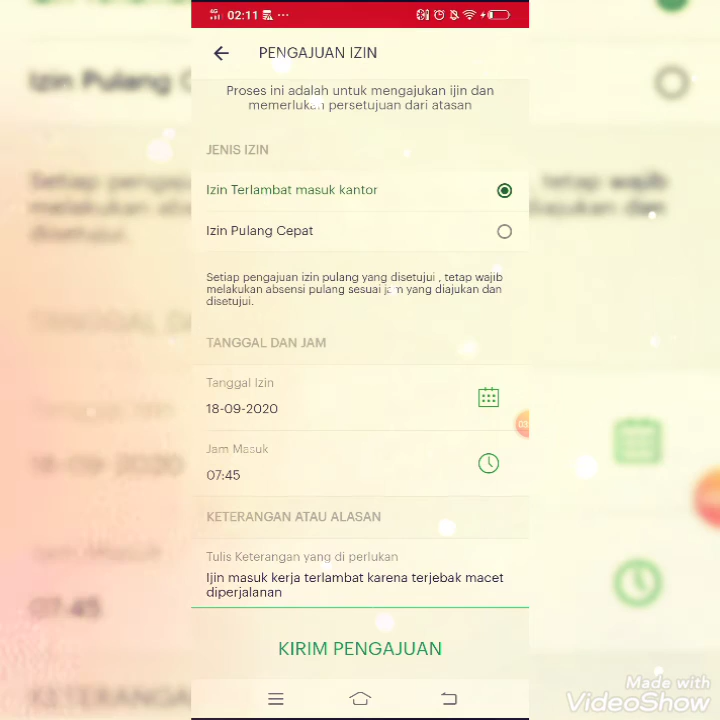 4G 02:11
PENGAJUAN IZIN
Proses ini adalah untuk mengajukan ijin dan
memerlukan persetujuan dari atasan
JENIS IZIN
Izin Terlambat masuk kantor
Izin Pulang Cepat
Setiap pengajuan izin pulang yang disetujui , tetap wajib
melakukan absensi pulang sesuai jam yang diajukan dan
disetujui.
TANGGAL DAN JAM
Tanggal Izin
18-09-2020
Jam Masuk
07:45
KETERANGAN ATAU ALASAN
Tulis Keterangan yang di perlukan
Ijin masuk kerja terlambat karena terjebak macet
diperjalanan
KIRIM PENGAJUAN
Made with
VideoShow